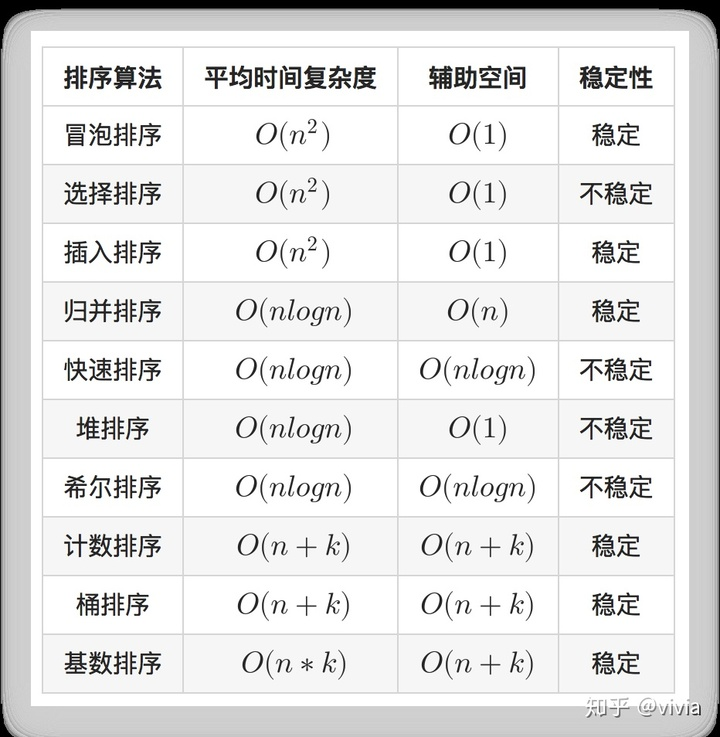 排序算法 平均时间复杂度 辅助空间 稳定性
冒泡排序 O(n²) O(1) 稳定
选择排序 O(n²) O(1) 不稳定
插入排序 O(n²) O(1) 稳定
归并排序 O(nlogn) O(n) 稳定
快速排序 O(nlogn) O(nlogn) 不稳定
堆排序 O(nlogn) O(1) 不稳定
希尔排序 O(nlogn) O(nlogn) 不稳定
计数排序 O(n + k) O(n + k) 稳定
桶排序 O(n + k) O(n + k) 稳定
基数排序 O(n * k) O(n + k) 稳定
知乎 @vivia